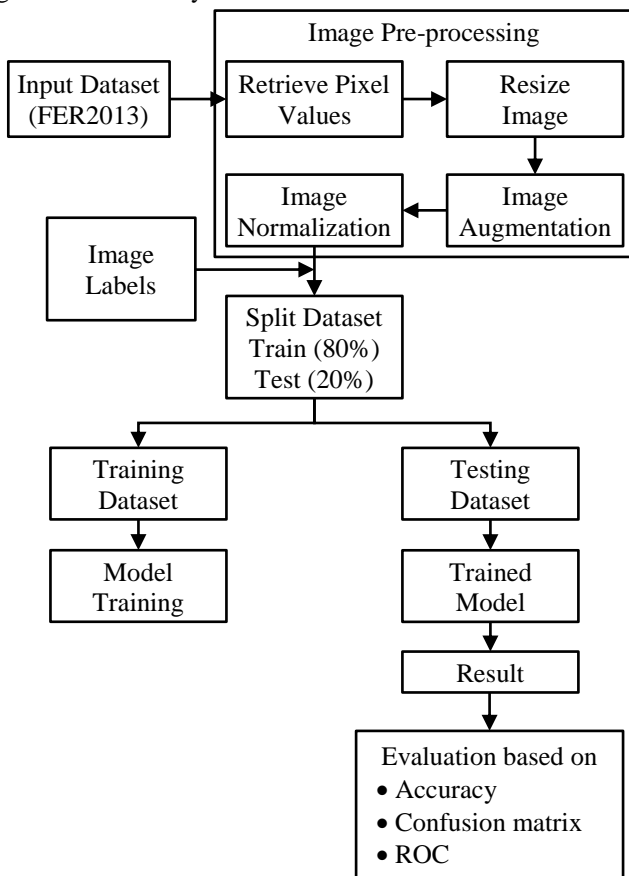 Image Pre-processing
Input Dataset
(FER2013)
Retrieve Pixel
Values
Resize
Image
Image
Normalization
Image
Augmentation
Image
Labels
Split Dataset
Train (80%)
Test (20%)
Training
Dataset
Testing
Dataset
Model
Training
Trained
Model
Result
Evaluation based on
• Accuracy
• Confusion matrix
• ROC